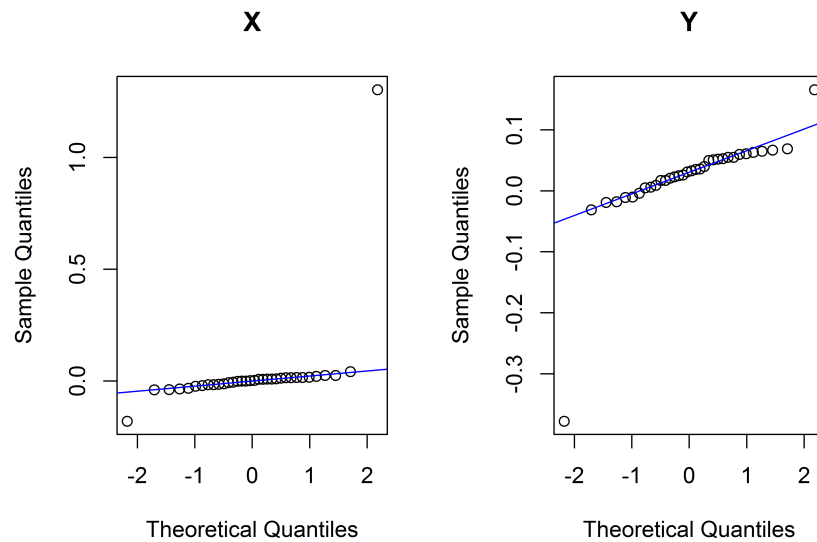 X
Sample Quantiles
1.0
0.5
0.0
-2 -1 0 1 2
Theoretical Quantiles
Y
Sample Quantiles
0.1
0.0
-0.1
-0.2
-0.3
-2 -1 0 1 2
Theoretical Quantiles